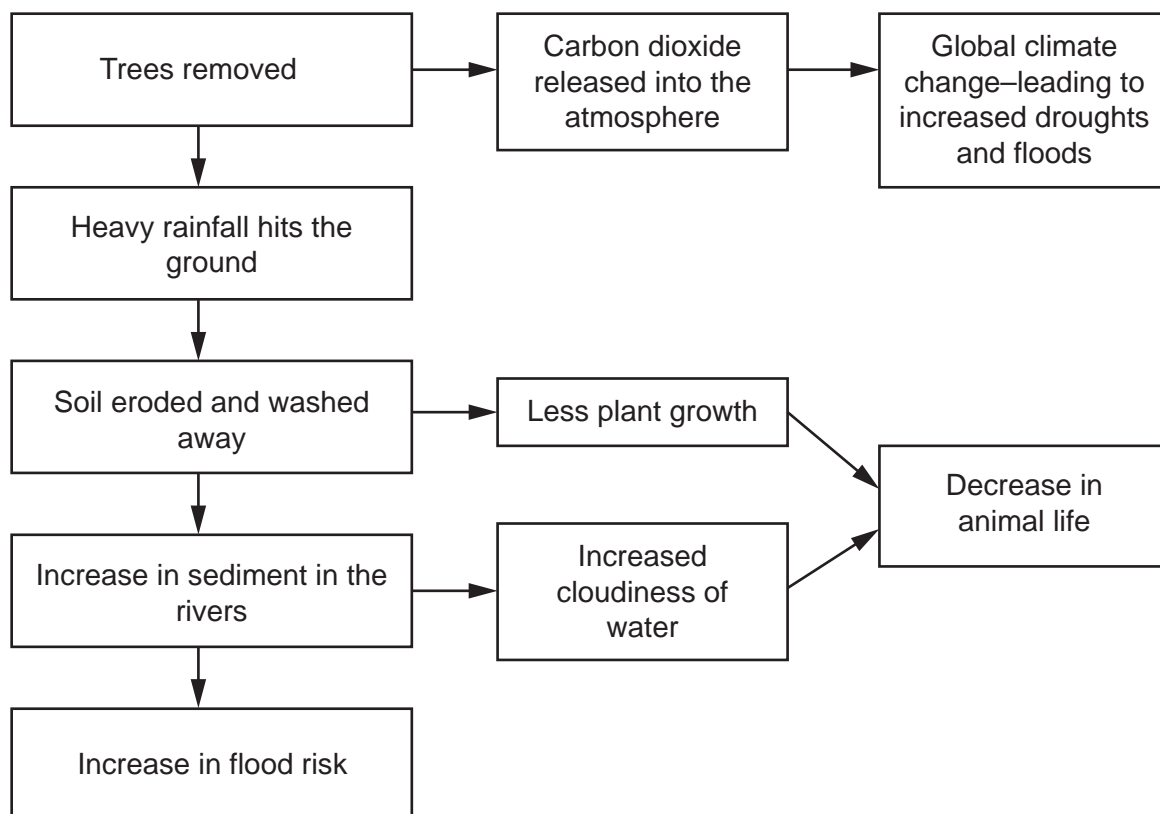 Trees removed
Carbon dioxide
released into the
atmosphere
Global climate
change–leading to
increased droughts
and floods
Heavy rainfall hits the
ground
Soil eroded and washed
away
Less plant growth
Decrease in
animal life
Increase in sediment in the
rivers
Increased
cloudiness of
water
Increase in flood risk